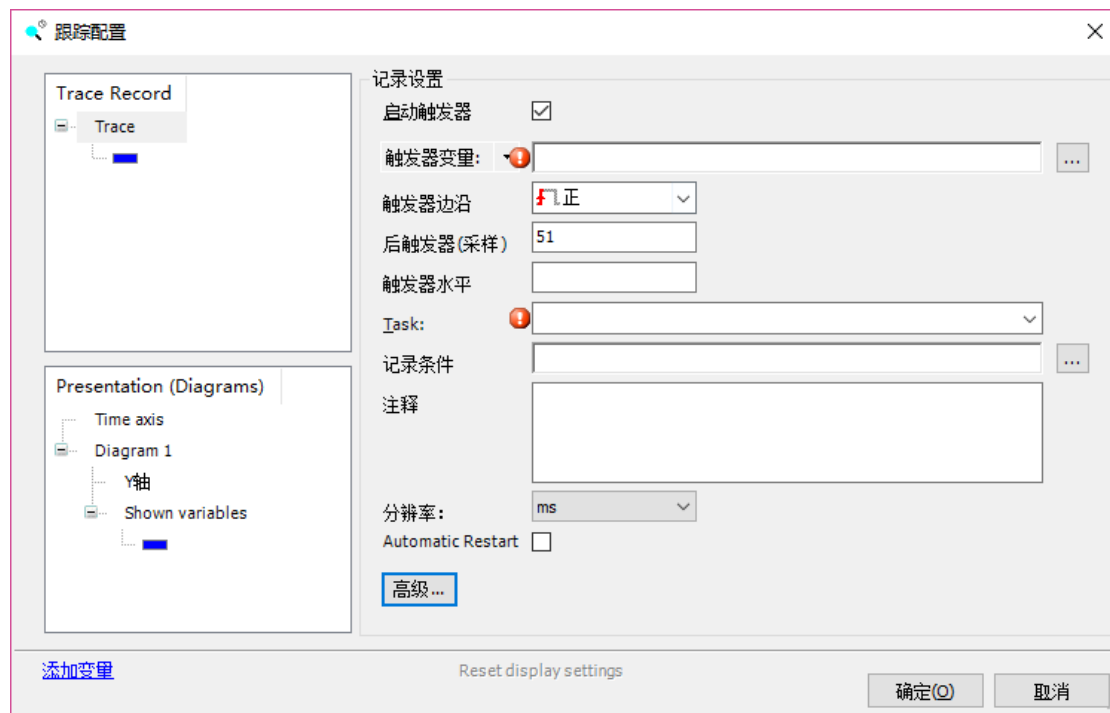 跟踪配置
Trace Record
Trace
Presentation (Diagrams)
Time axis
Diagram 1
Y轴
Shown variables
记录设置
启动触发器
触发器变量:
...
触发器边沿
正
后触发器(采样)
51
触发器水平
Task:
记录条件
...
注释
分辨率:
ms
Automatic Restart
高级...
添加变量
Reset display settings
确定(O)
取消